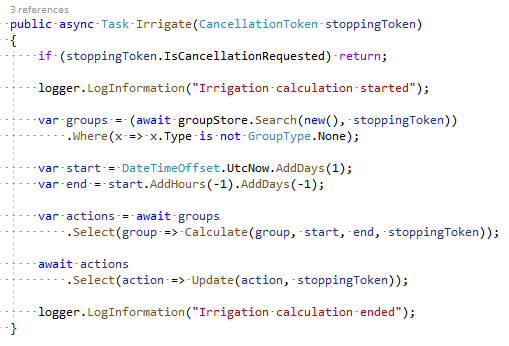 3 references
public async Task Irrigate(CancellationToken stoppingToken)
{
if (stoppingToken.IsCancellationRequested) return;
logger.LogInformation("Irrigation calculation started");
var groups = (await groupStore.Search(new(), stoppingToken))
.Where(x => x.Type is not GroupType.None);
var start = DateTimeOffset.UtcNow.AddDays(1);
var end = start.AddHours(-1).AddDays(-1);
var actions = await groups
.Select(group => Calculate(group, start, end, stoppingToken));
await actions
.Select(action => Update(action, stoppingToken));
logger.LogInformation("Irrigation calculation ended");
}